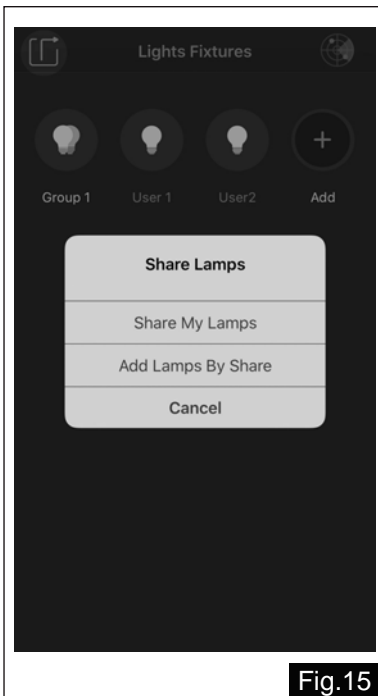 Lights Fixtures
Group 1 User 1 User2 Add
Share Lamps
Share My Lamps
Add Lamps By Share
Cancel
Fig.15